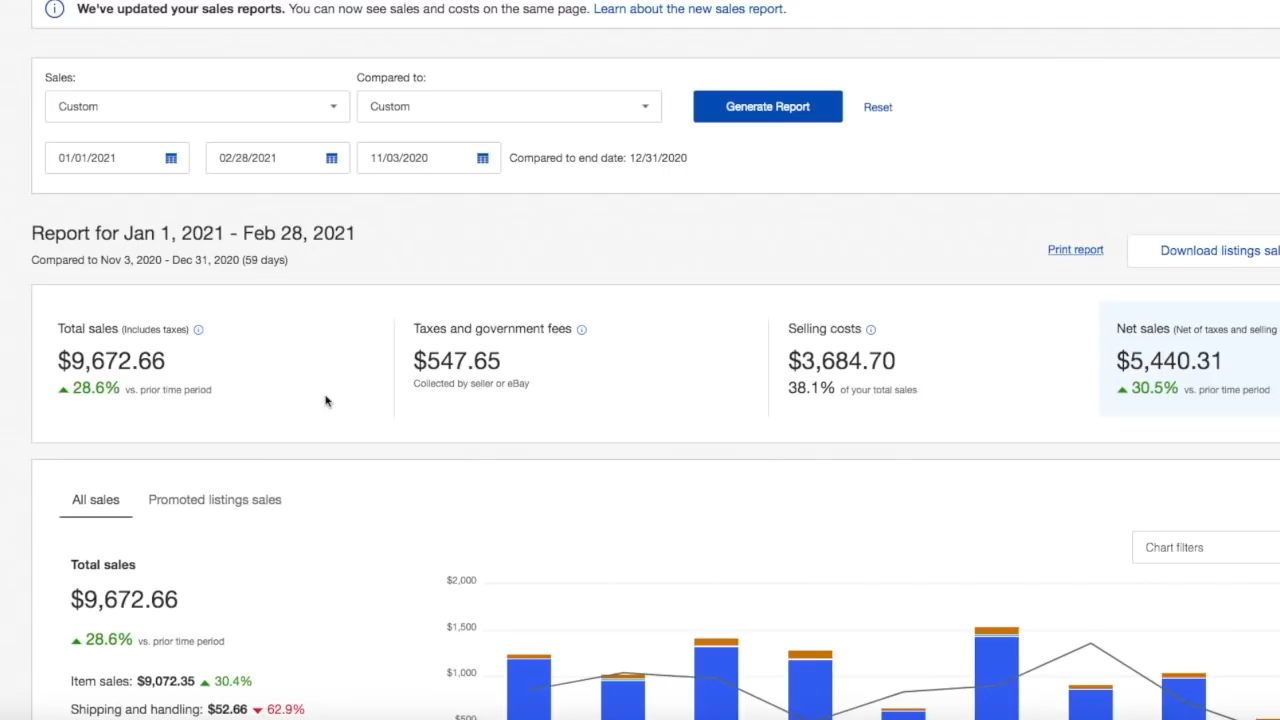 We've updated your sales reports. You can now see sales and costs on the same page. Learn about the new sales report.
Sales:
Compared to:
Custom
Custom
Generate Report
Reset
01/01/2021
02/28/2021
11/03/2020
Compared to end date: 12/31/2020
Report for Jan 1, 2021 - Feb 28, 2021
Compared to Nov 3, 2020 - Dec 31, 2020 (59 days)
Print report
Download listings sal
Total sales (Includes taxes)
$9,672.66
28.6% vs. prior time period
Taxes and government fees
$547.65
Collected by seller or eBay
Selling costs
$3,684.70
38.1% of your total sales
Net sales (Net of taxes and selling
$5,440.31
30.5% vs. prior time period
All sales
Promoted listings sales
Chart filters
Total sales
$9,672.66
28.6% vs. prior time period
Item sales: $9,072.35 30.4%
Shipping and handling: $52.66 62.9%
$2,000
$1,500
$1,000
$500